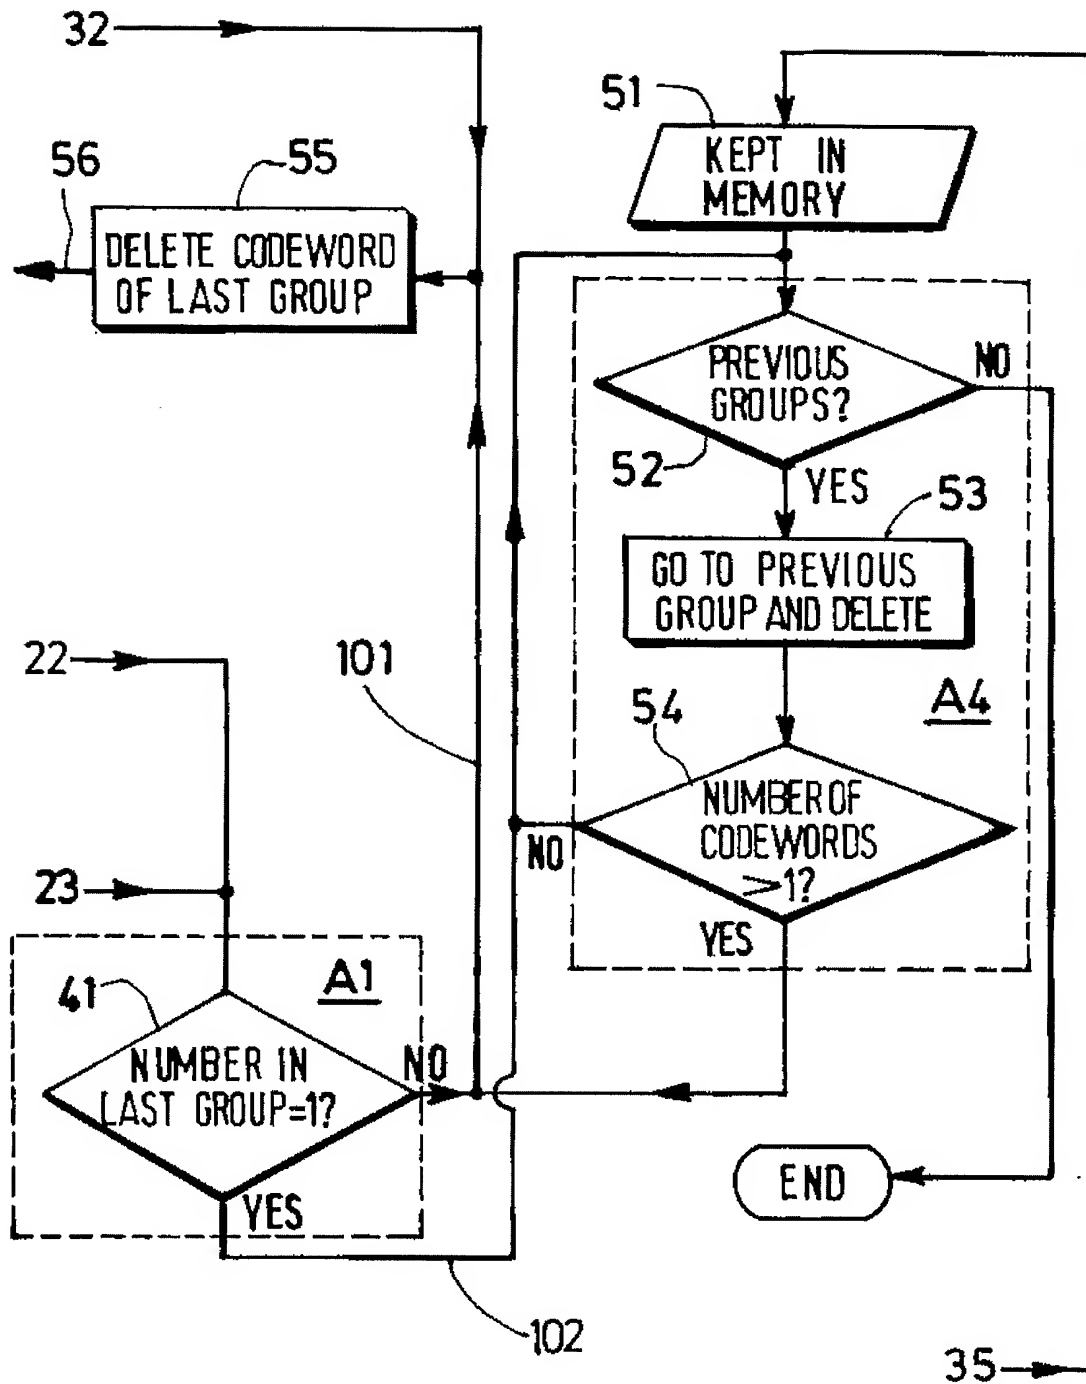 32
51
KEPT IN
MEMORY
56
55
DELETE CODEWORD
OF LAST GROUP
PREVIOUS
GROUPS?
NO
52
YES
53
GO TO PREVIOUS
GROUP AND DELETE
22
101
54
A4
NUMBER OF
CODEWORDS
>1?
NO
YES
23
A1
41
NUMBER IN
LAST GROUP=1?
NO
YES
END
102
35